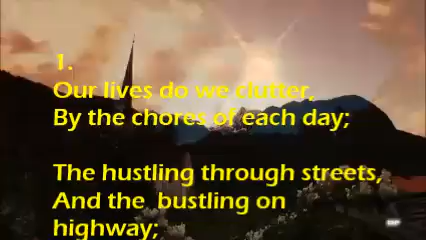 1.
Our lives do we clutter,
By the chores of each day;
The hustling through streets,
And the bustling on
highway;